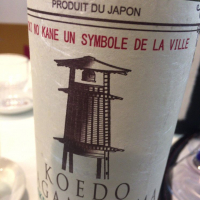 PRODUIT DU JAPON
NO KANE UN SYMBOLE DE LA VILLE
KOEDO